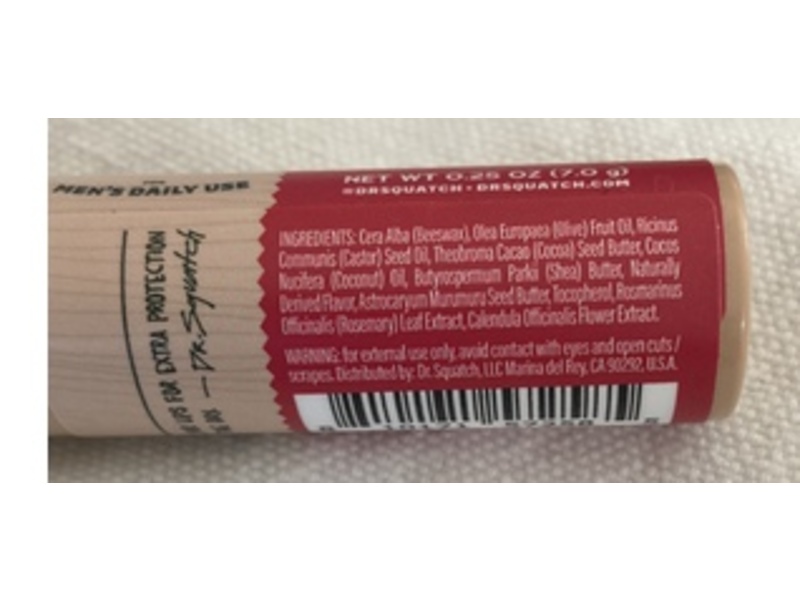 MEN'S DAILY USE
LIPS FOR EXTRA PROTECTION
— Dr. Squatch
NET WT 0.25 OZ (7.0 g)
@DRSQUATCH • DRSQUATCH.COM
INGREDIENTS: Cera Alba (Beeswax), Olea Europaea (Olive) Fruit Oil, Ricinus
Communis (Castor) Seed Oil, Theobroma Cacao (Cocoa) Seed Butter, Cocos
Nucifera (Coconut) Oil, Butyrospermum Parkii (Shea) Butter, Naturally
Derived Flavor, Astrocaryum Murumuru Seed Butter, Tocopherol, Rosmarinus
Officinalis (Rosemary) Leaf Extract, Calendula Officinalis Flower Extract.
WARNING: for external use only, avoid contact with eyes and open cuts /
scrapes. Distributed by: Dr. Squatch, LLC Marina del Rey, CA 90292, U.S.A.